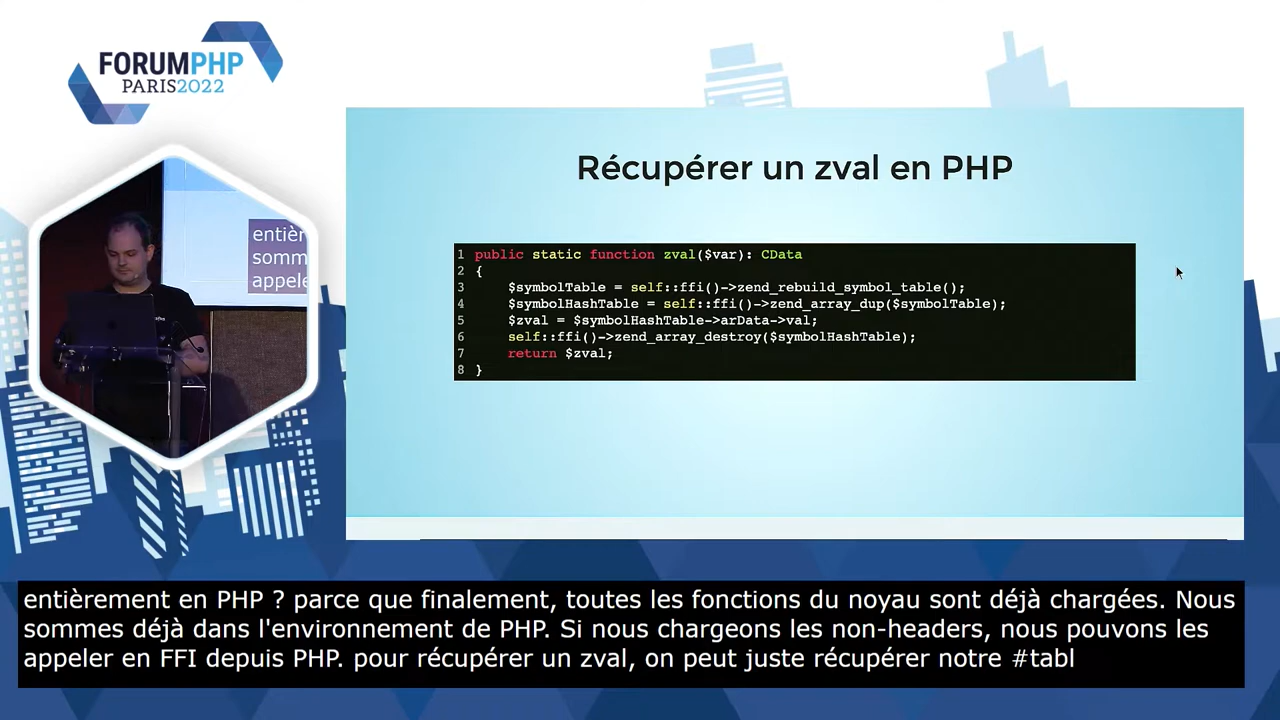 FORUMPHP
PARIS2022
entièr
somm
appele
Récupérer un zval en PHP
1 public static function zval($var): CData
2 {
3 $symbolTable = self::ffi()->zend_rebuild_symbol_table();
4 $symbolHashTable = self::ffi()->zend_array_dup($symbolTable);
5 $zval = $symbolHashTable->arData->val;
6 self::ffi()->zend_array_destroy($symbolHashTable);
7 return $zval;
8 }
entièrement en PHP ? parce que finalement, toutes les fonctions du noyau sont déjà chargées. Nous
sommes déjà dans l'environnement de PHP. Si nous chargeons les non-headers, nous pouvons les
appeler en FFI depuis PHP. pour récupérer un zval, on peut juste récupérer notre #tabl